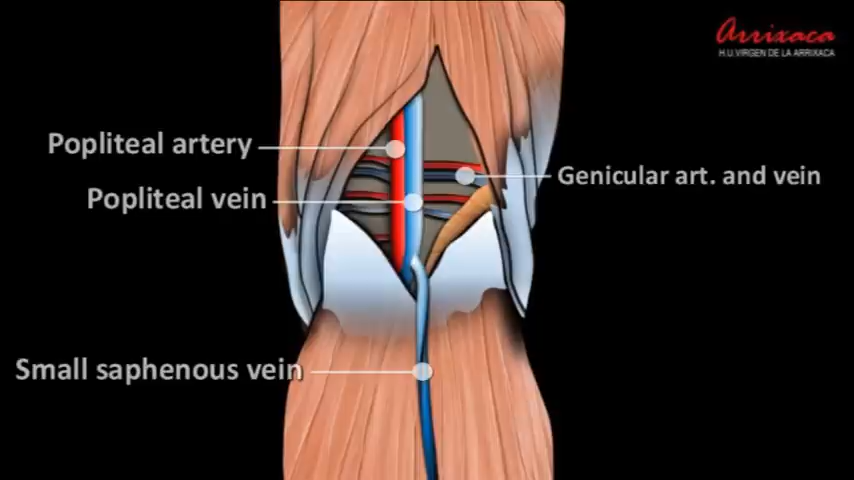 Arrixaca
H.U.VIRGEN DE LA ARRIXACA
Popliteal artery
Genicular art. and vein
Popliteal vein
Small saphenous vein